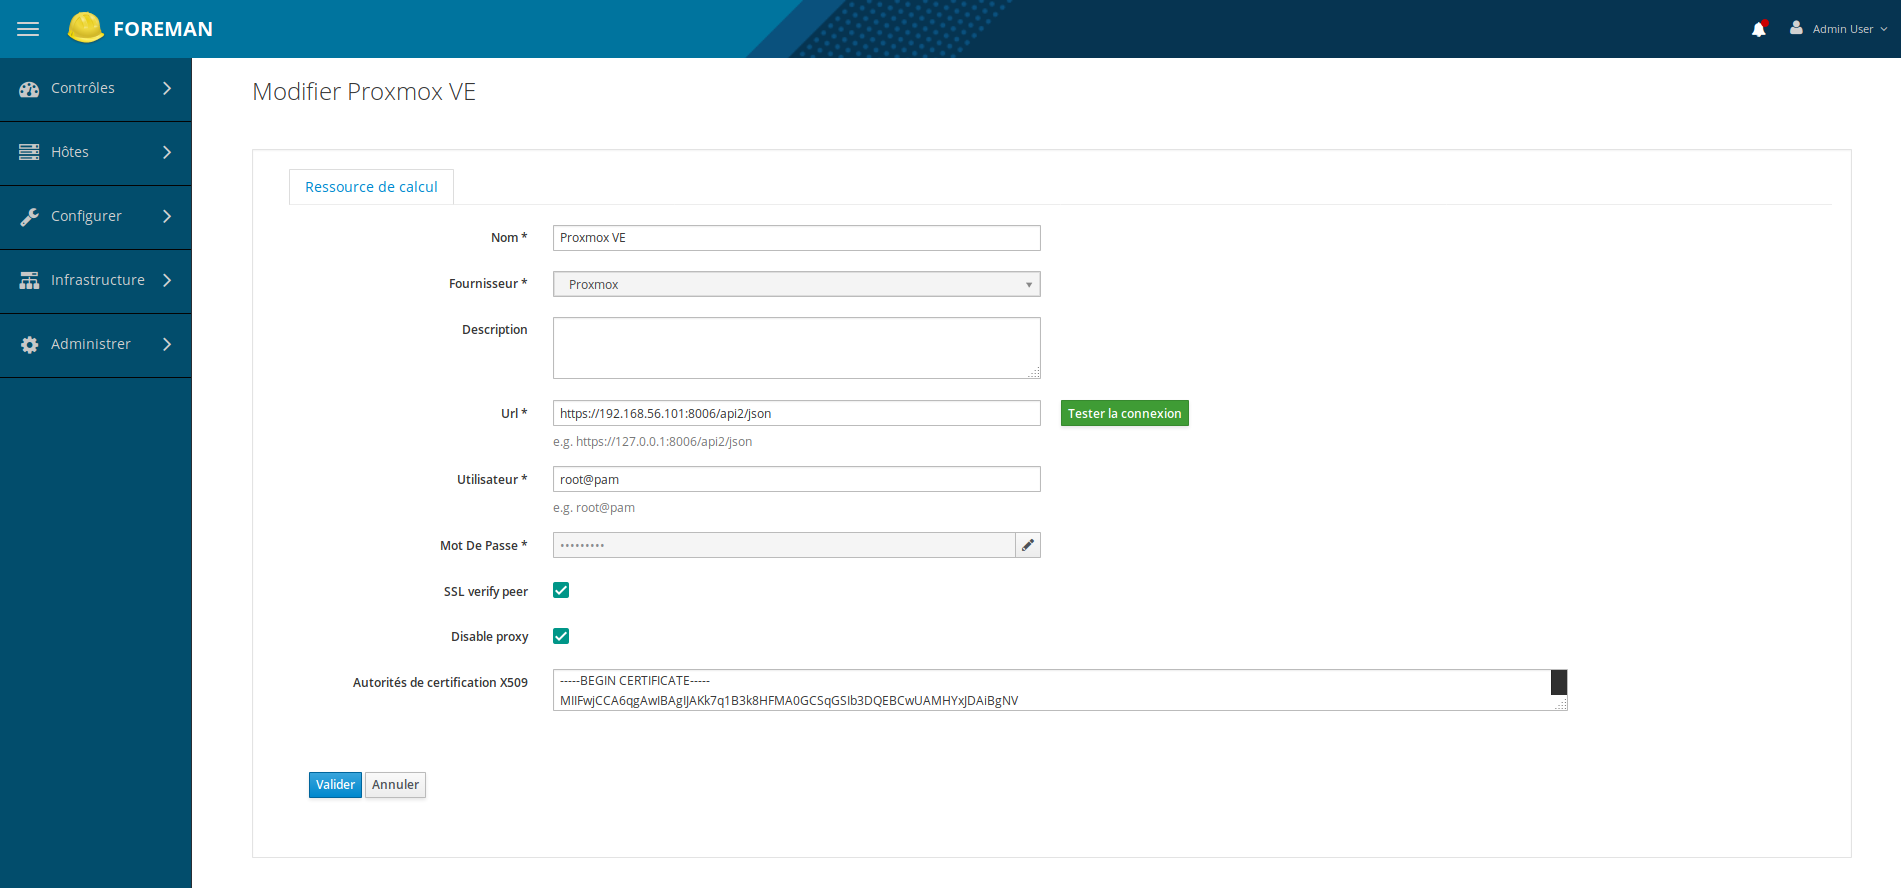 FOREMAN
Admin User
Contrôles
Hôtes
Configurer
Infrastructure
Administrer
Modifier Proxmox VE
Ressource de calcul
Nom *
Proxmox VE
Fournisseur *
Proxmox
Description
Url *
https://192.168.56.101:8006/api2/json
Tester la connexion
e.g. https://127.0.0.1:8006/api2/json
Utilisateur *
root@pam
e.g. root@pam
Mot De Passe *
•••••••••
SSL verify peer
Disable proxy
Autorités de certification X509
-----BEGIN CERTIFICATE-----
MIIFwjCCA6qgAwIBAgIJAKk7q1B3k8HFMA0GCSqGSIb3DQEBCwUAMHYxJDAiBgNV
Valider
Annuler